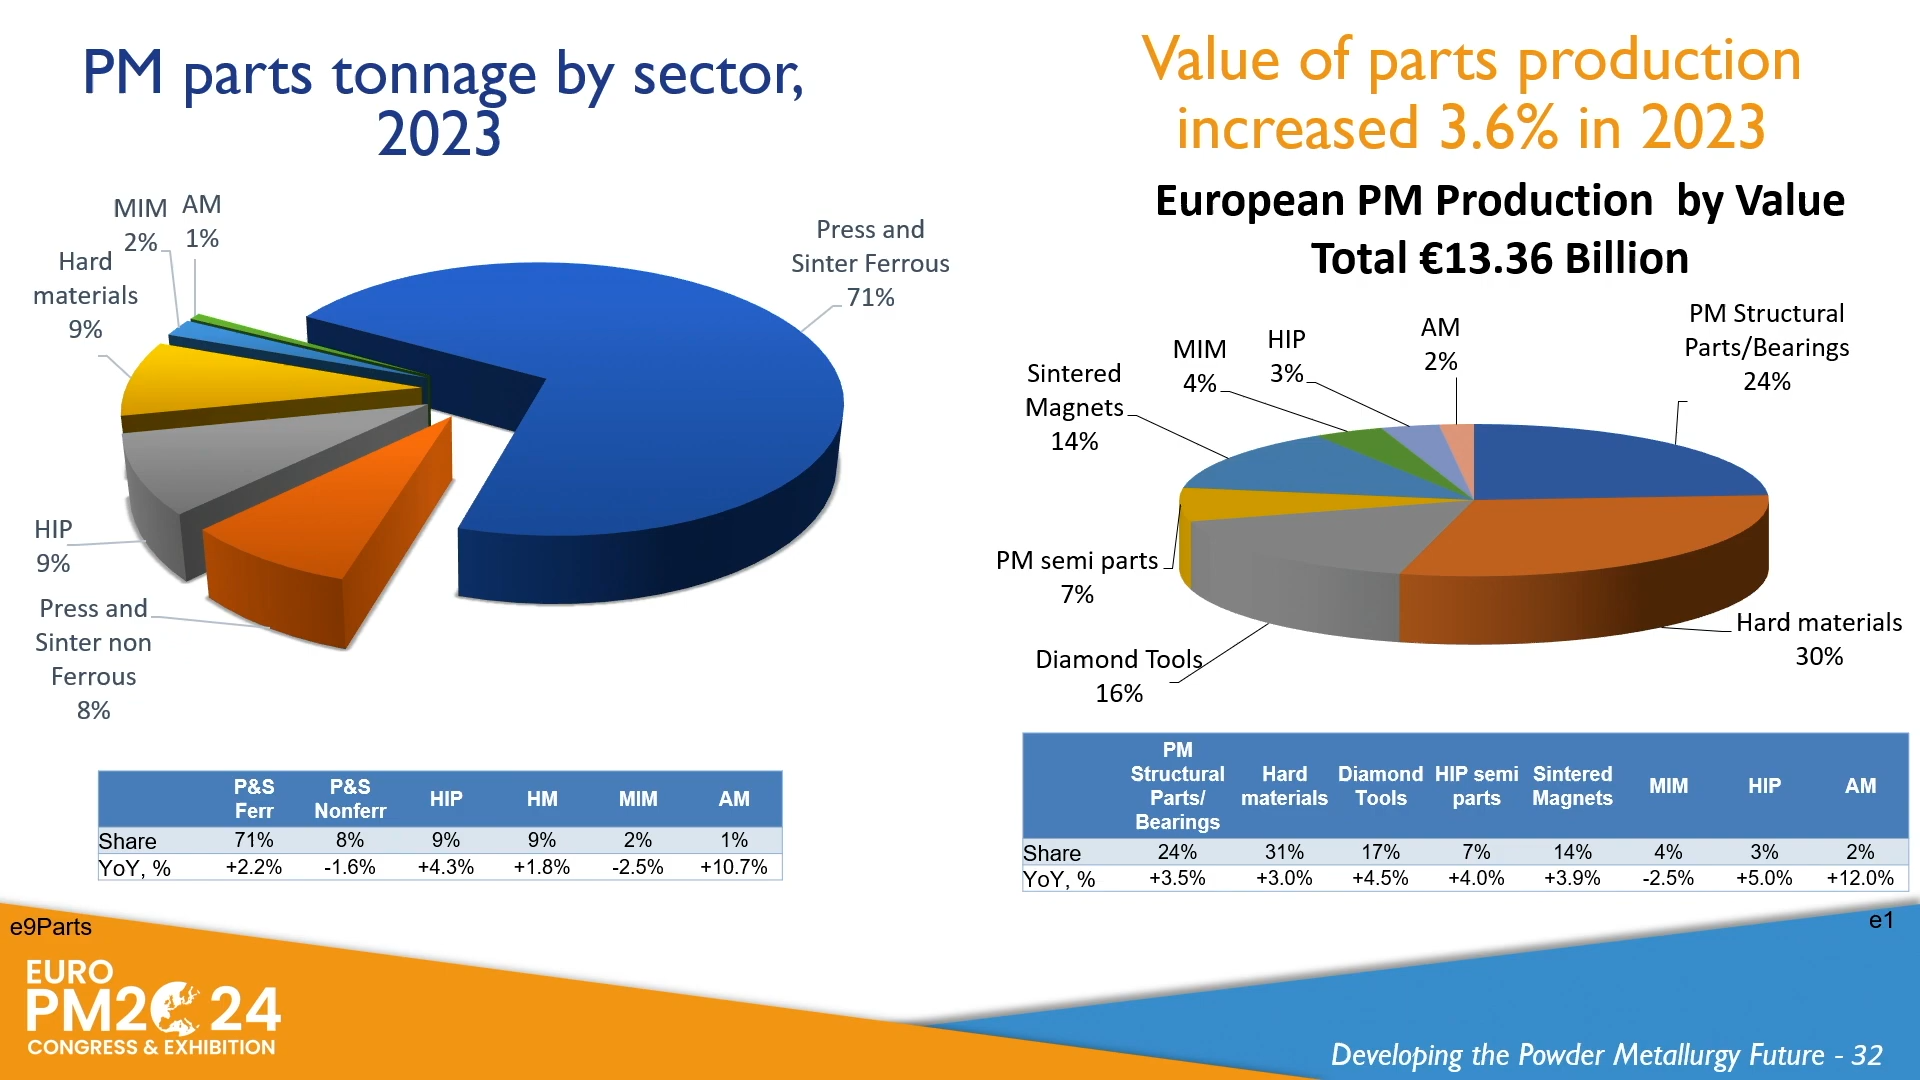 PM parts tonnage by sector,
2023
MIM
2%
AM
1%
Hard
materials
9%
Press and
Sinter Ferrous
71%
HIP
9%
Press and
Sinter non
Ferrous
8%
P&S
Ferr
P&S
Nonferr
HIP
HM
MIM
AM
Share 71% 8% 9% 9% 2% 1%
YoY, % +2.2% -1.6% +4.3% +1.8% -2.5% +10.7%
Value of parts production
increased 3.6% in 2023
European PM Production by Value
Total €13.36 Billion
PM Structural
Parts/Bearings
24%
AM
2%
HIP
3%
MIM
4%
Sintered
Magnets
14%
PM semi parts
7%
Diamond Tools
16%
Hard materials
30%
PM
Structural
Parts/
Bearings
Hard
materials
Diamond
Tools
HIP semi
parts
Sintered
Magnets
MIM
HIP
AM
Share 24% 31% 17% 7% 14% 4% 3% 2%
YoY, % +3.5% +3.0% +4.5% +4.0% +3.9% -2.5% +5.0% +12.0%
e9Parts
e1
EURO
PM2024
CONGRESS & EXHIBITION
Developing the Powder Metallurgy Future - 32